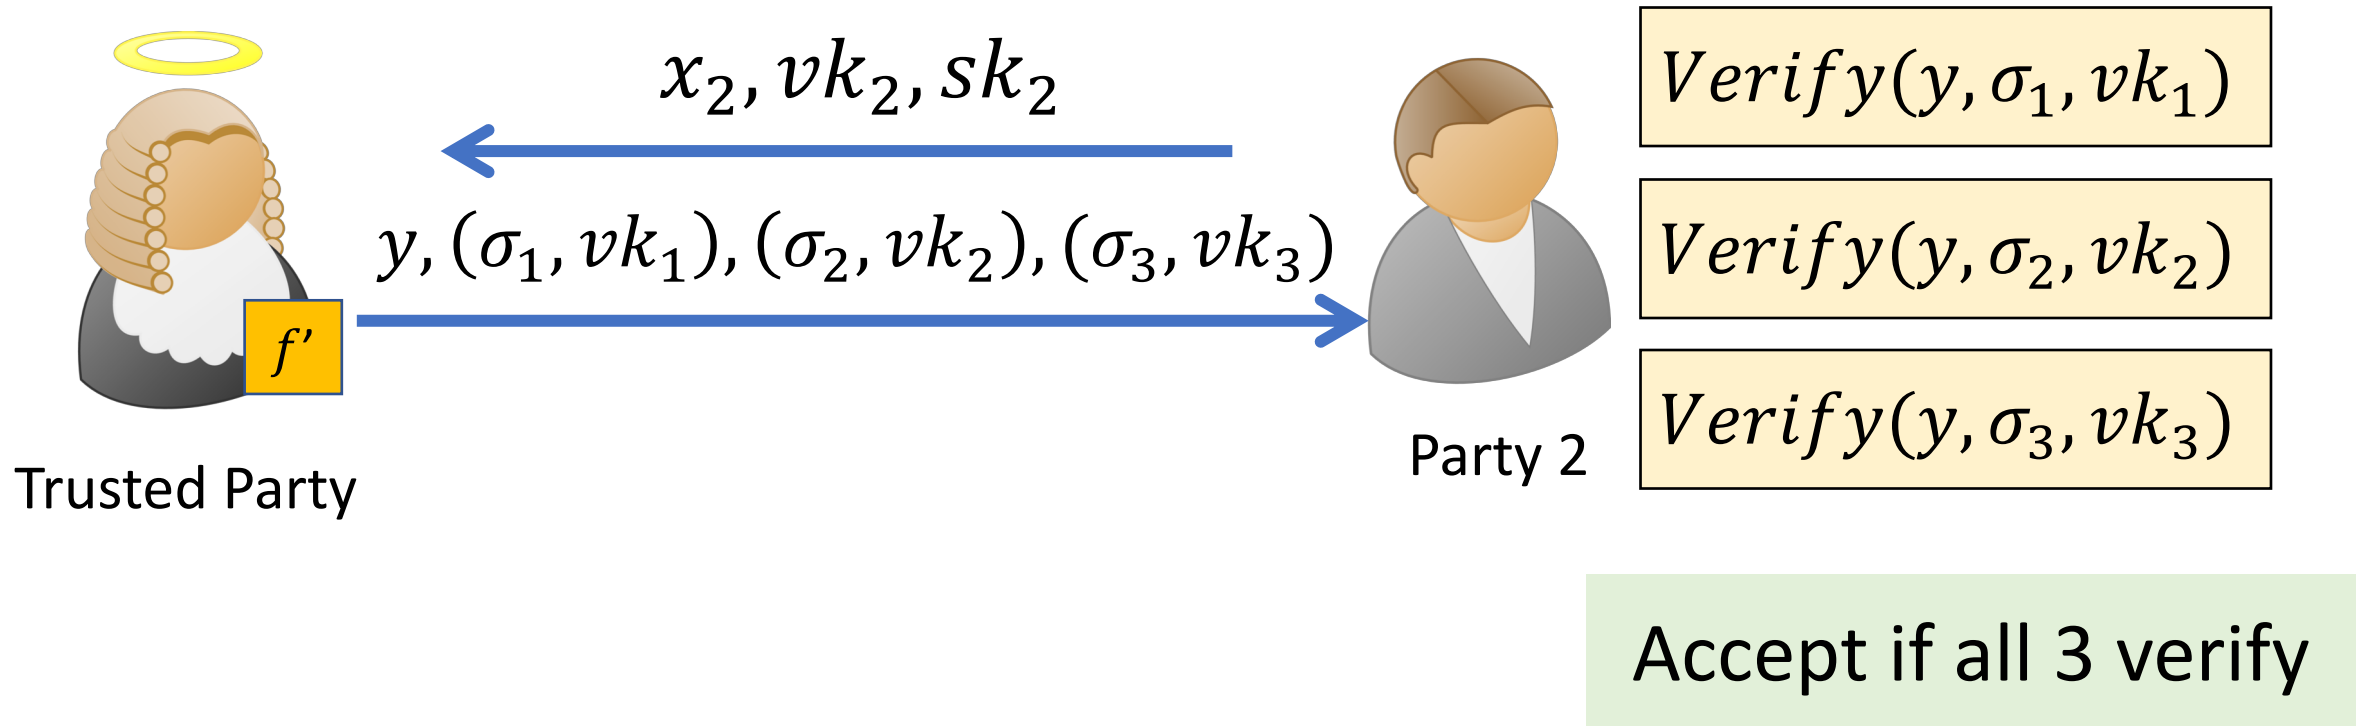 x₂, vk₂, sk₂
y, (σ₁, vk₁), (σ₂, vk₂), (σ₃, vk₃)
f'
Trusted Party
Party 2
Verify(y, σ₁, vk₁)
Verify(y, σ₂, vk₂)
Verify(y, σ₃, vk₃)
Accept if all 3 verify